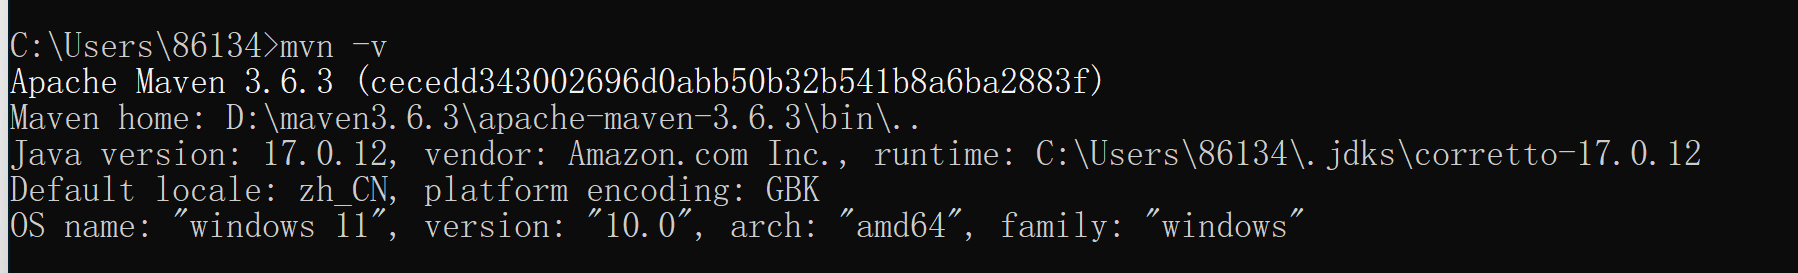 C:\Users\86134>mvn -v
Apache Maven 3.6.3 (cecedd343002696d0abb50b32b541b8a6ba2883f)
Maven home: D:\maven3.6.3\apache-maven-3.6.3\bin\..
Java version: 17.0.12, vendor: Amazon.com Inc., runtime: C:\Users\86134\.jdks\corretto-17.0.12
Default locale: zh_CN, platform encoding: GBK
OS name: "windows 11", version: "10.0", arch: "amd64", family: "windows"